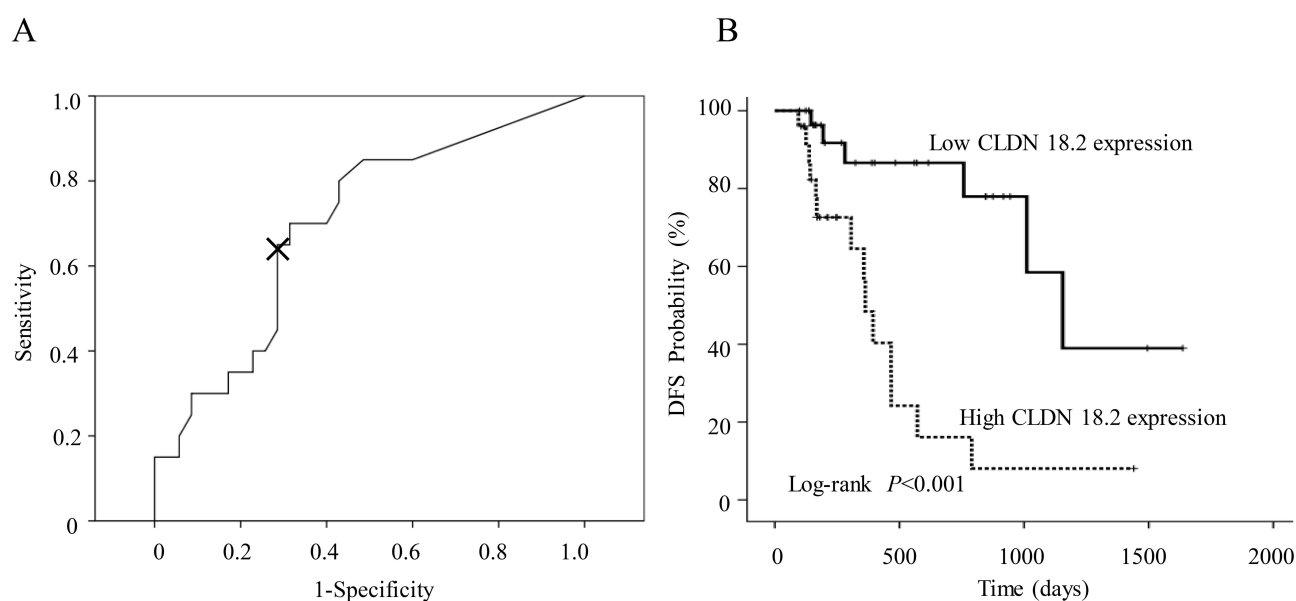 A
1.0
0.8
0.6
0.4
0.2
0
Sensitivity
0 0.2 0.4 0.6 0.8 1.0
1-Specificity
B
100
80
60
40
20
0
DFS Probability (%)
Low CLDN 18.2 expression
High CLDN 18.2 expression
Log-rank P<0.001
0 500 1000 1500 2000
Time (days)